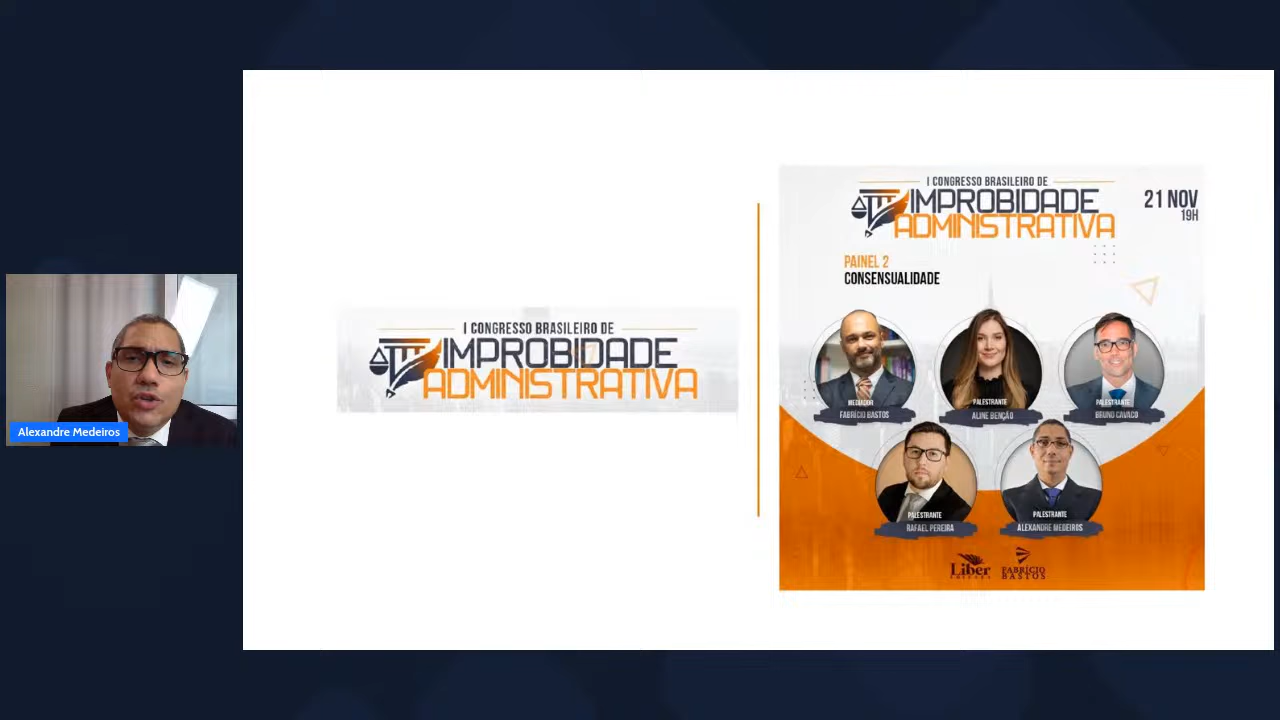 Alexandre Medeiros
I CONGRESSO BRASILEIRO DE
IMPROBIDADE
ADMINISTRATIVA
I CONGRESSO BRASILEIRO DE
IMPROBIDADE
ADMINISTRATIVA
21 NOV
19H
PAINEL 2
CONSENSUALIDADE
MEDIADOR
FABRÍCIO BASTOS
PALESTRANTE
ALINE BENÇÃO
PALESTRANTE
BRUNO CAVACO
PALESTRANTE
RAFAEL PEREIRA
PALESTRANTE
ALEXANDRE MEDEIROS
Liber
FABRÍCIO
BASTOS